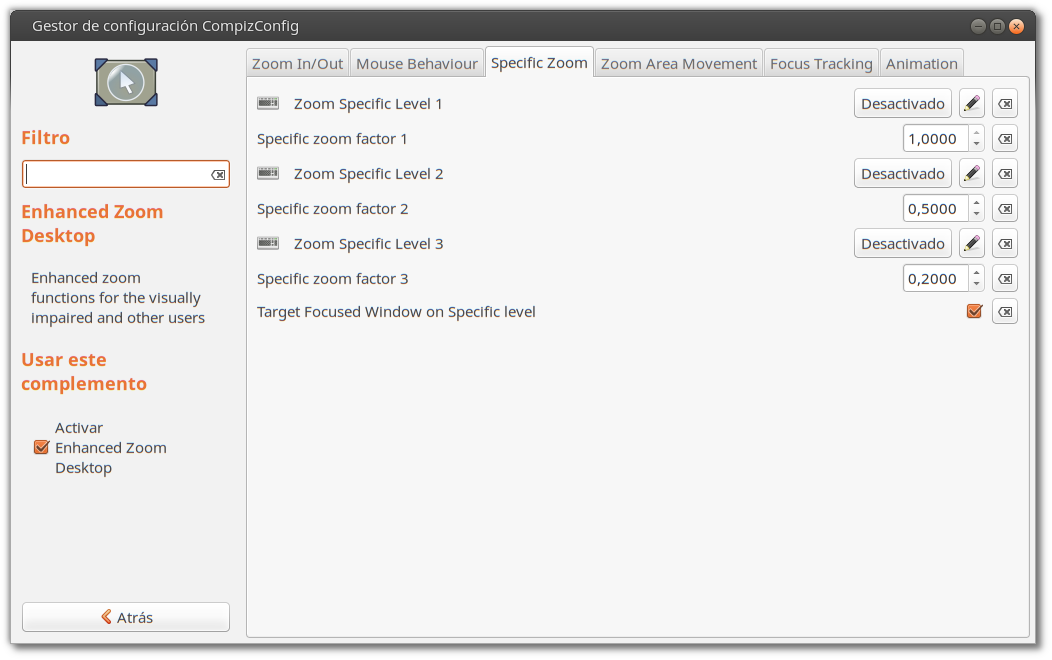 Gestor de configuración CompizConfig
Filtro
Enhanced Zoom
Desktop
Enhanced zoom
functions for the visually
impaired and other users
Usar este
complemento
Activar
Enhanced Zoom
Desktop
Atrás
Zoom In/Out Mouse Behaviour Specific Zoom Zoom Area Movement Focus Tracking Animation
Zoom Specific Level 1 Desactivado
Specific zoom factor 1 1,0000
Zoom Specific Level 2 Desactivado
Specific zoom factor 2 0,5000
Zoom Specific Level 3 Desactivado
Specific zoom factor 3 0,2000
Target Focused Window on Specific level